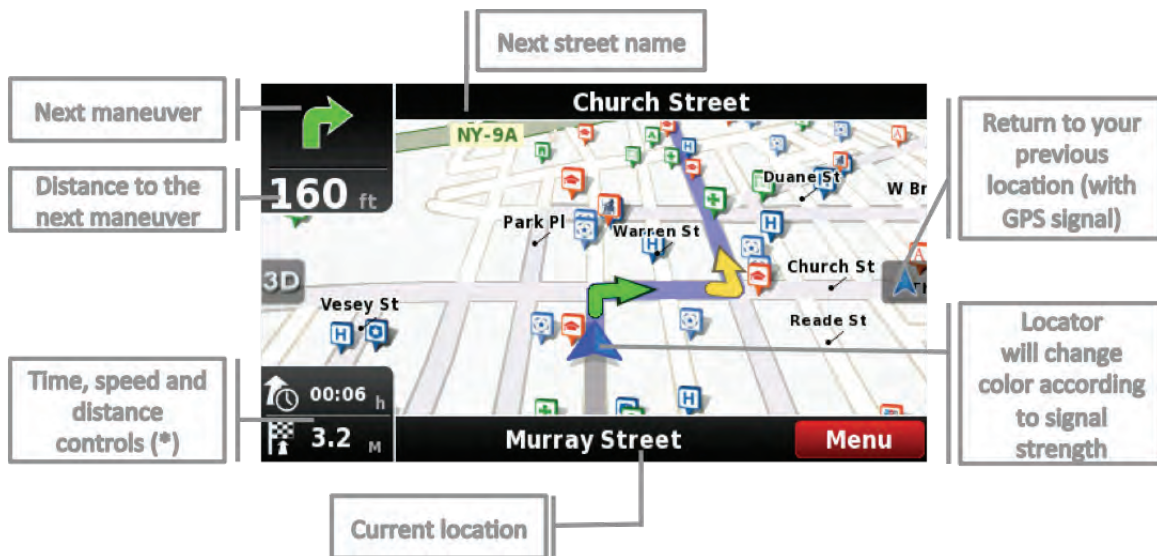 Next street name
Next maneuver
Church Street
NY-9A
Return to your
previous
location (with
GPS signal)
Distance to the
next maneuver
160 ft
Duane St
W Br
Park Pl
Warren St
3D
Church St
Vesey St
Reade St
Time, speed and
distance
controls (*)
00:06 h
3.2 M
Locator
will change
color according
to signal
strength
Murray Street
Menu
Current location
H
H
H
H
H
H
A
A
A